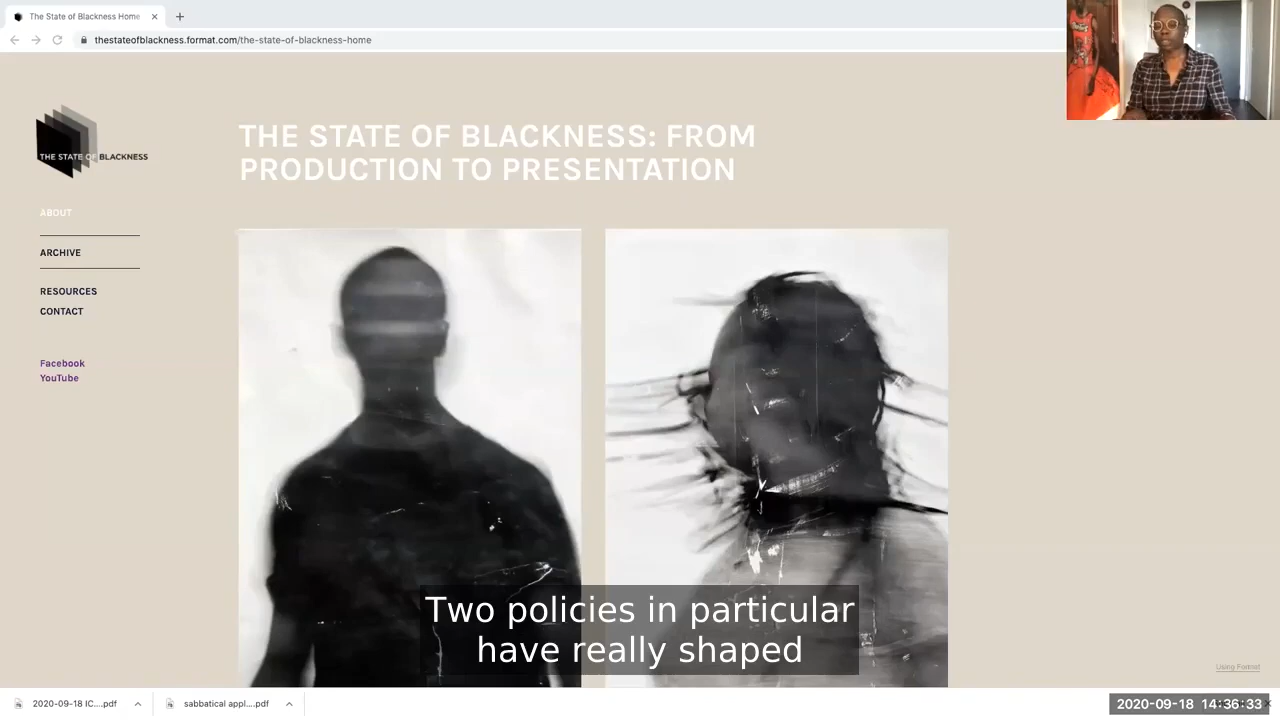 The State of Blackness Home
thestateofblackness.format.com/the-state-of-blackness-home
THE STATE OF BLACKNESS
ABOUT
ARCHIVE
RESOURCES
CONTACT
Facebook
YouTube
THE STATE OF BLACKNESS: FROM
PRODUCTION TO PRESENTATION
Two policies in particular
have really shaped
Using Format
2020-09-18 IC....pdf
sabbatical appl....pdf
2020-09-18 14:36:33